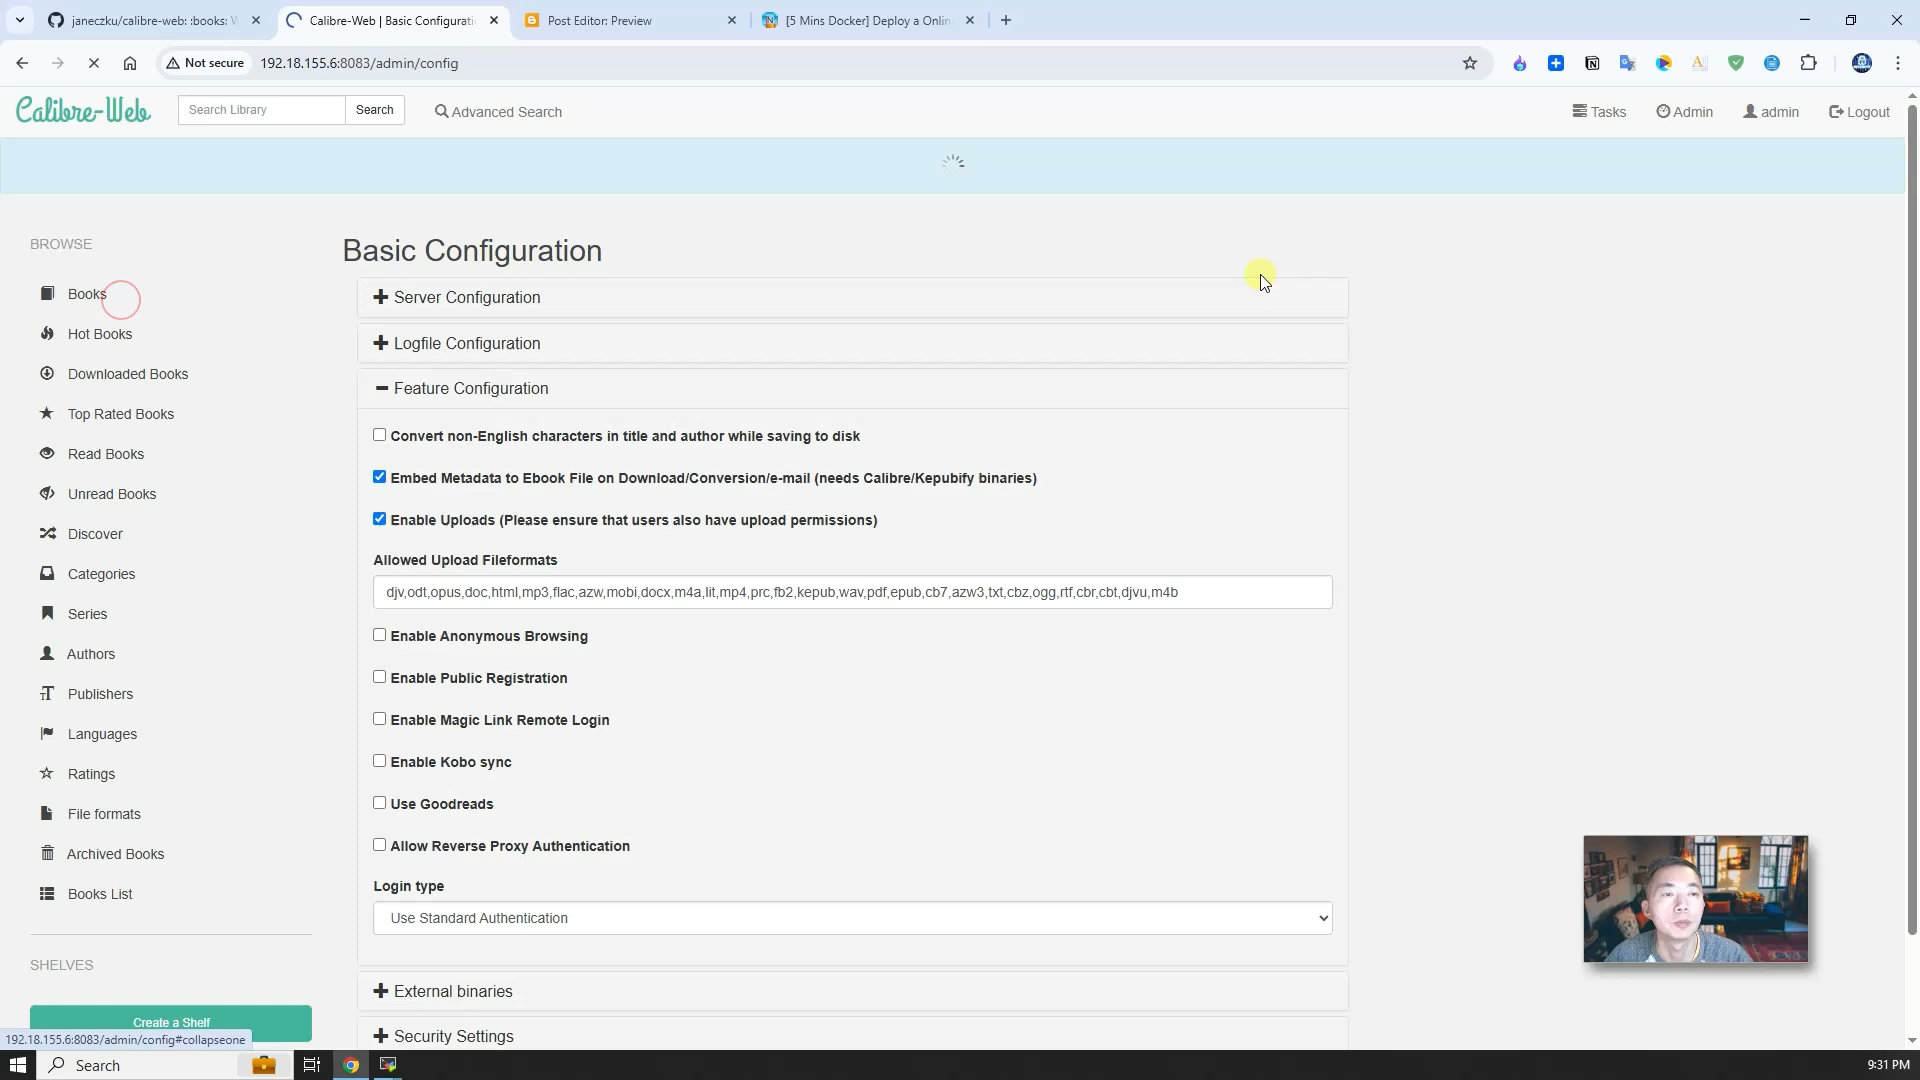 janeczku/calibre-web: :books: W
Calibre-Web | Basic Configurati
Post Editor: Preview
[5 Mins Docker] Deploy a Onlin
Not secure
192.18.155.6:8083/admin/config
Calibre-Web
Search Library
Search
Advanced Search
Tasks
Admin
admin
Logout
BROWSE
Books
Hot Books
Downloaded Books
Top Rated Books
Read Books
Unread Books
Discover
Categories
Series
Authors
Publishers
Languages
Ratings
File formats
Archived Books
Books List
SHELVES
Create a Shelf
Basic Configuration
Server Configuration
Logfile Configuration
Feature Configuration
Convert non-English characters in title and author while saving to disk
Embed Metadata to Ebook File on Download/Conversion/e-mail (needs Calibre/Kepubify binaries)
Enable Uploads (Please ensure that users also have upload permissions)
Allowed Upload Fileformats
djv,odt,opus,doc,html,mp3,flac,azw,mobi,docx,m4a,lit,mp4,prc,fb2,kepub,wav,pdf,epub,cb7,azw3,txt,cbz,ogg,rtf,cbr,cbt,djvu,m4b
Enable Anonymous Browsing
Enable Public Registration
Enable Magic Link Remote Login
Enable Kobo sync
Use Goodreads
Allow Reverse Proxy Authentication
Login type
Use Standard Authentication
External binaries
Security Settings
192.18.155.6:8083/admin/config#collapseone
Search
9:31 PM